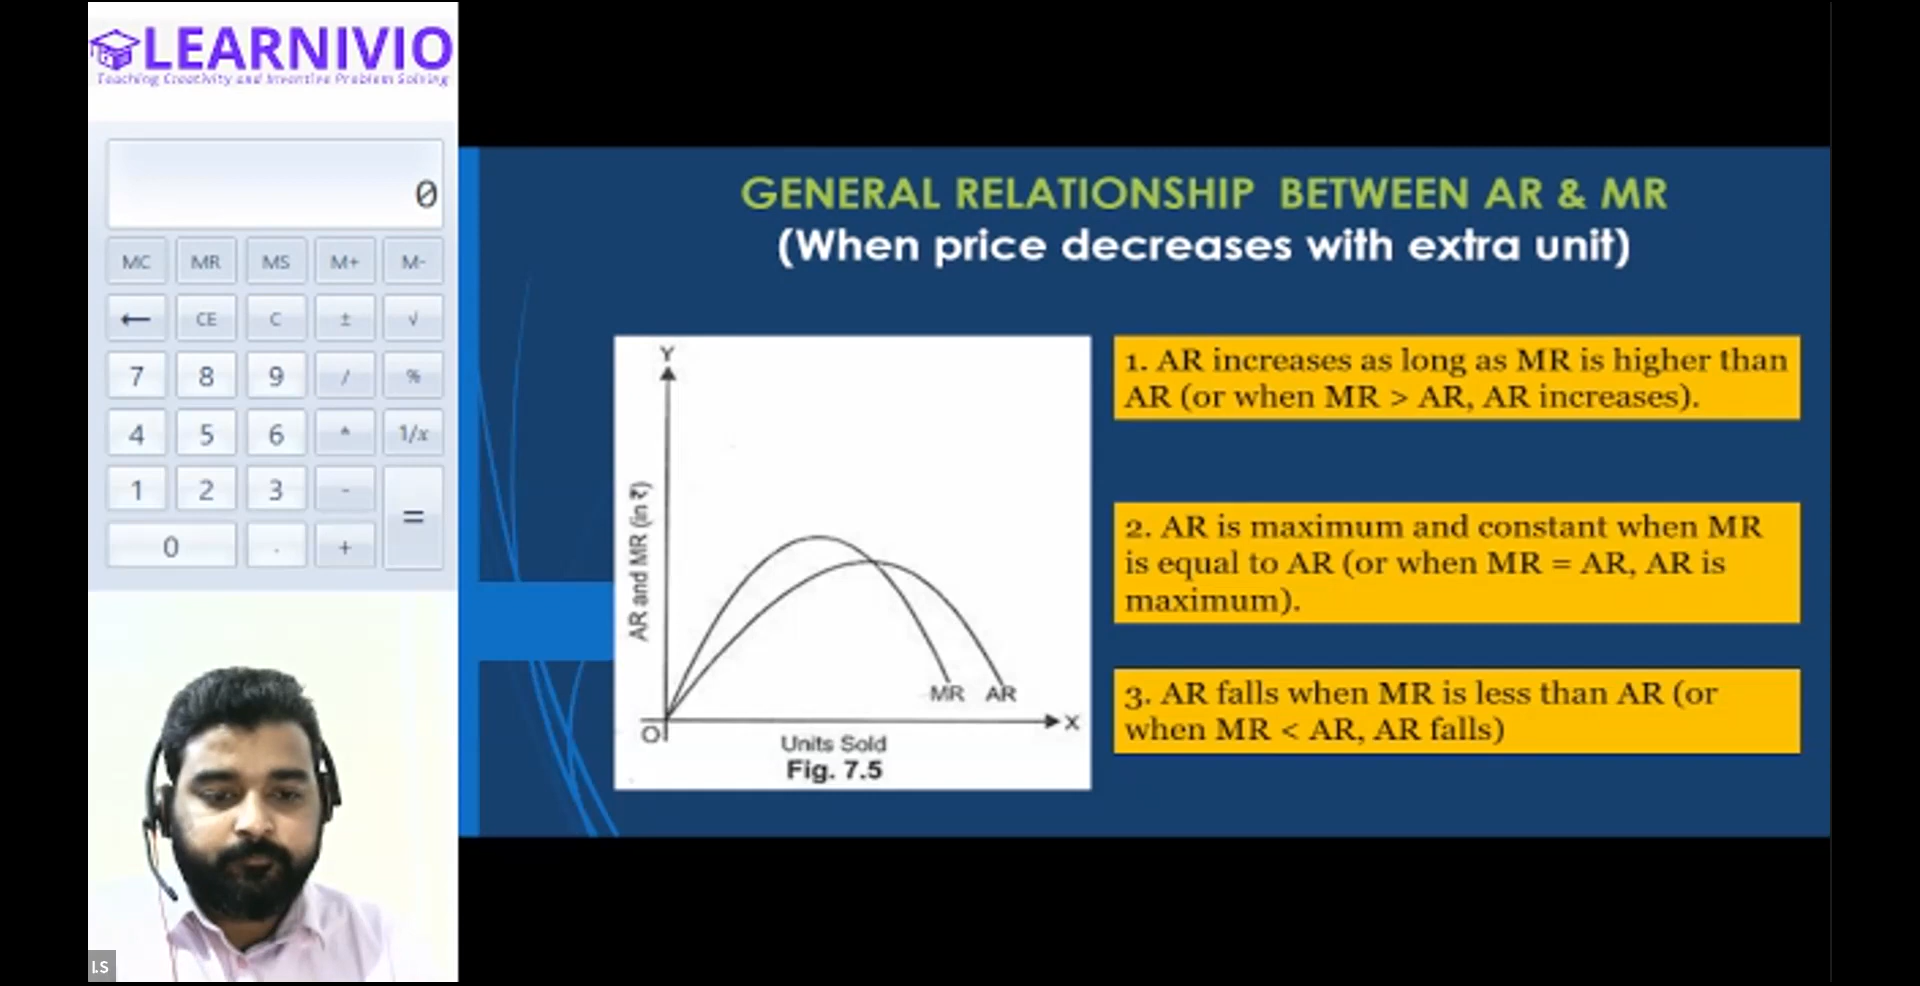 LEARNIVIO
Teaching Creativity and Inventive Problem Solving
0
MC MR MS M+ M-
← CE C ± √
7 8 9 / %
4 5 6 * 1/x
1 2 3 - =
0 . +
I.S
GENERAL RELATIONSHIP BETWEEN AR & MR
(When price decreases with extra unit)
Y
AR and MR (in ₹)
MR AR
O
X
Units Sold
Fig. 7.5
1. AR increases as long as MR is higher than
AR (or when MR > AR, AR increases).
2. AR is maximum and constant when MR
is equal to AR (or when MR = AR, AR is
maximum).
3. AR falls when MR is less than AR (or
when MR < AR, AR falls)